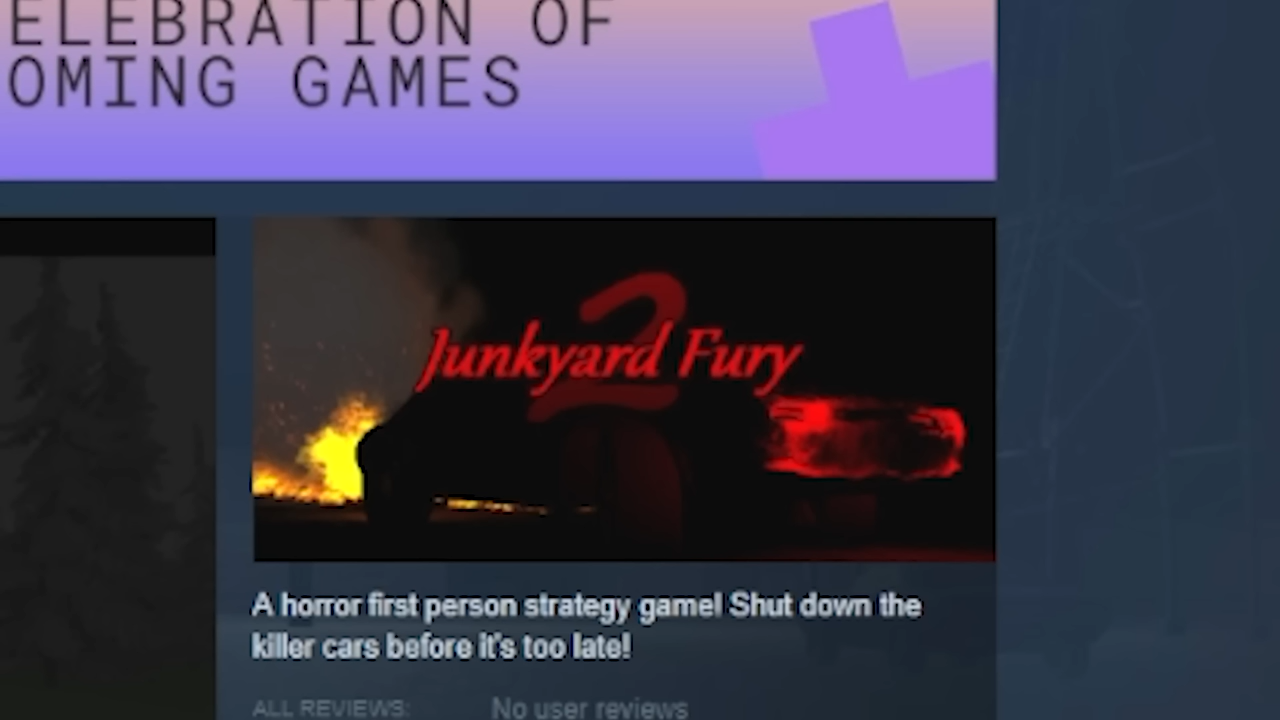 ELEBRATION OF
OMING GAMES
2
Junkyard Fury
A horror first person strategy game! Shut down the
killer cars before it's too late!
ALL REVIEWS: No user reviews